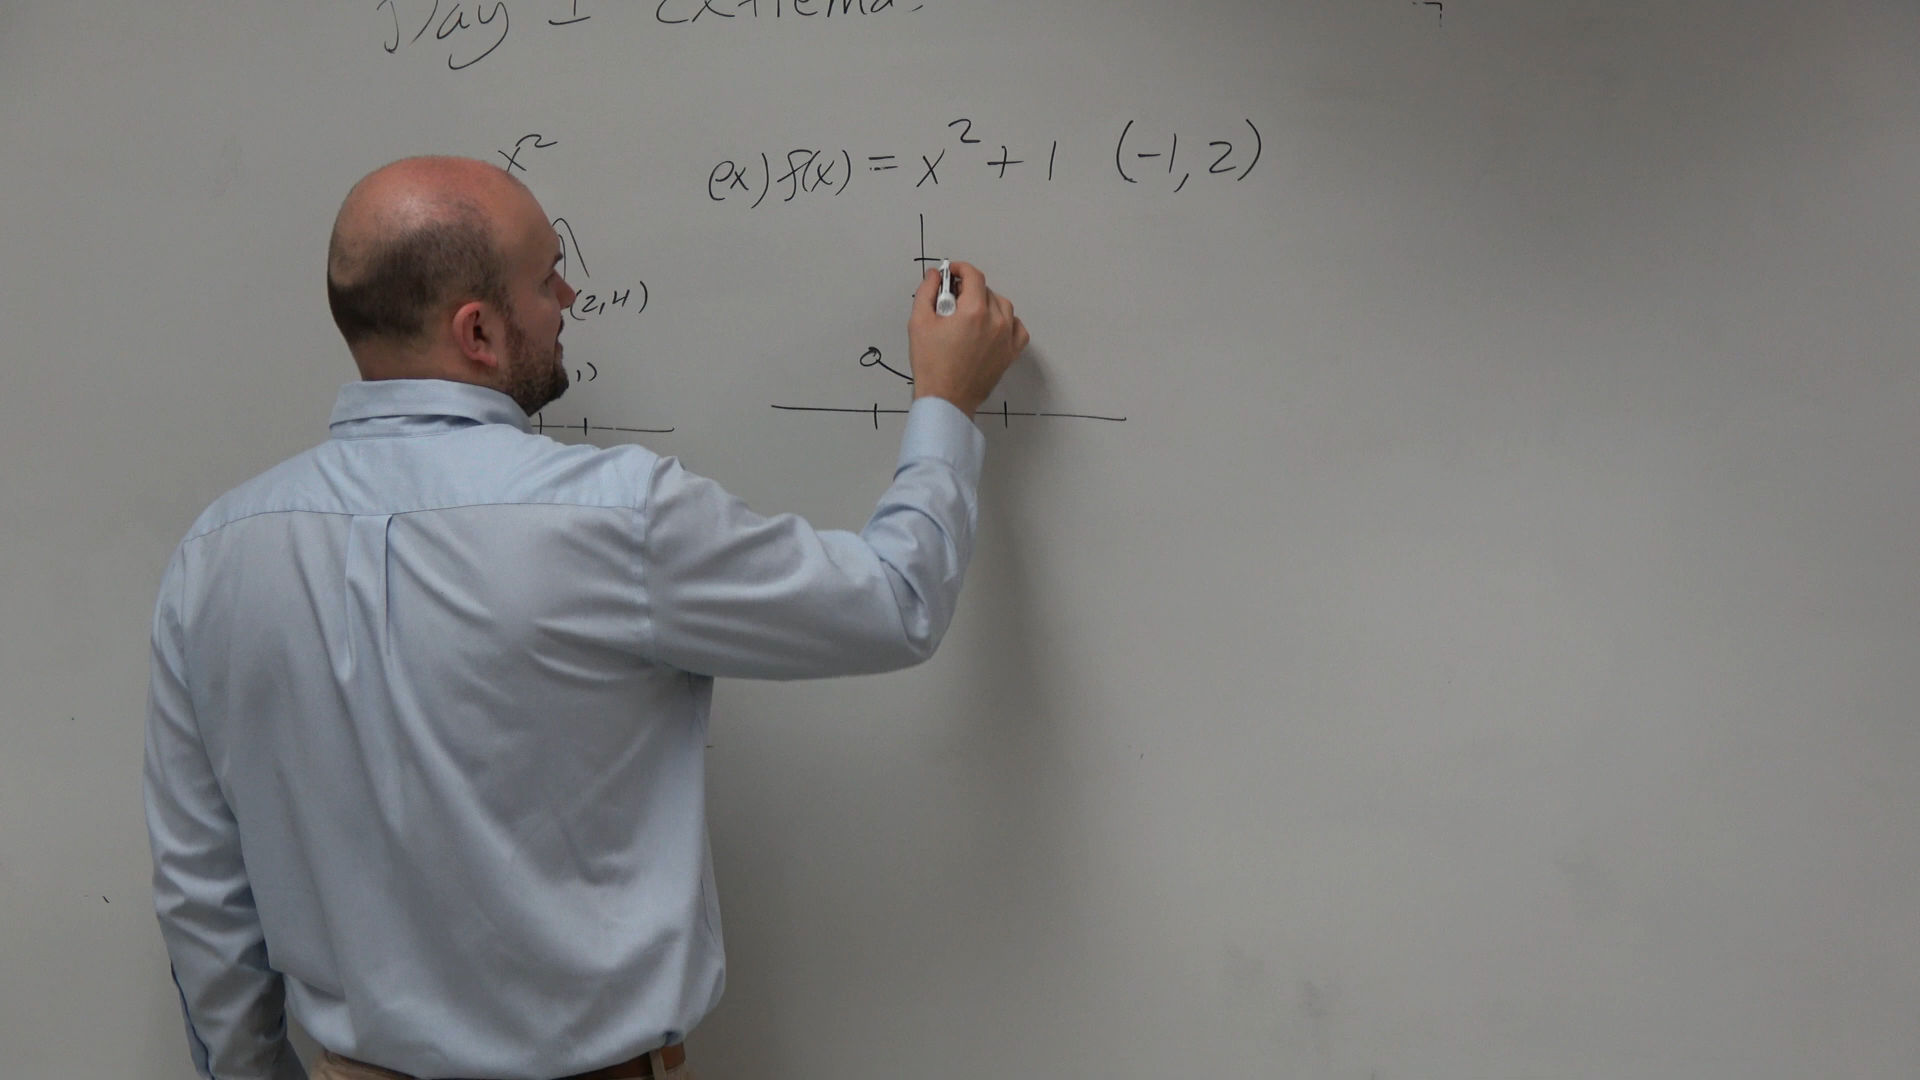 Day 1 Extrema
x²
ex) f(x) = x² + 1 (-1, 2)
(2,4)